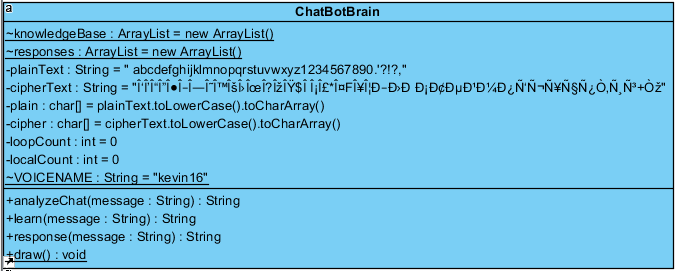 a
ChatBotBrain
~knowledgeBase : ArrayList = new ArrayList()
~responses : ArrayList = new ArrayList()
-plainText : String = " abcdefghijklmnopqrstuvwxyz1234567890.'?!?,"
-cipherText : String =
-plain : char[] = plainText.toLowerCase().toCharArray()
-cipher : char[] = cipherText.toLowerCase().toCharArray()
-loopCount : int = 0
-localCount : int = 0
~VOICENAME : String = "kevin16"
+analyzeChat(message : String) : String
+learn(message : String) : String
+response(message : String) : String
+draw() : void